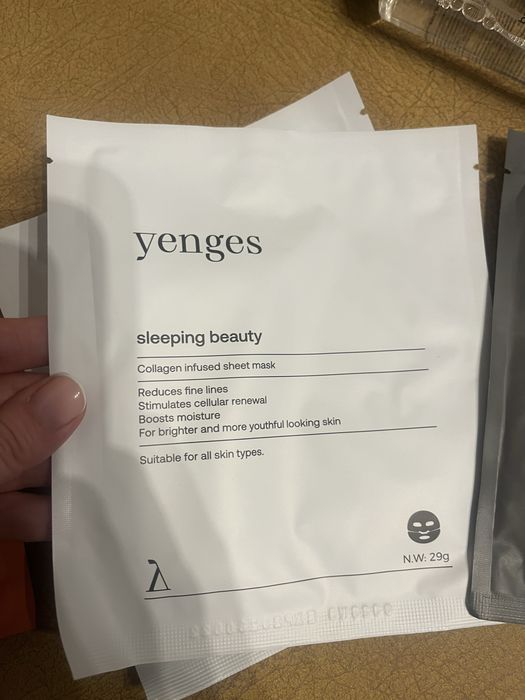 yenges
sleeping beauty
Collagen infused sheet mask
Reduces fine lines
Stimulates cellular renewal
Boosts moisture
For brighter and more youthful looking skin
Suitable for all skin types.
N.W: 29g
λ